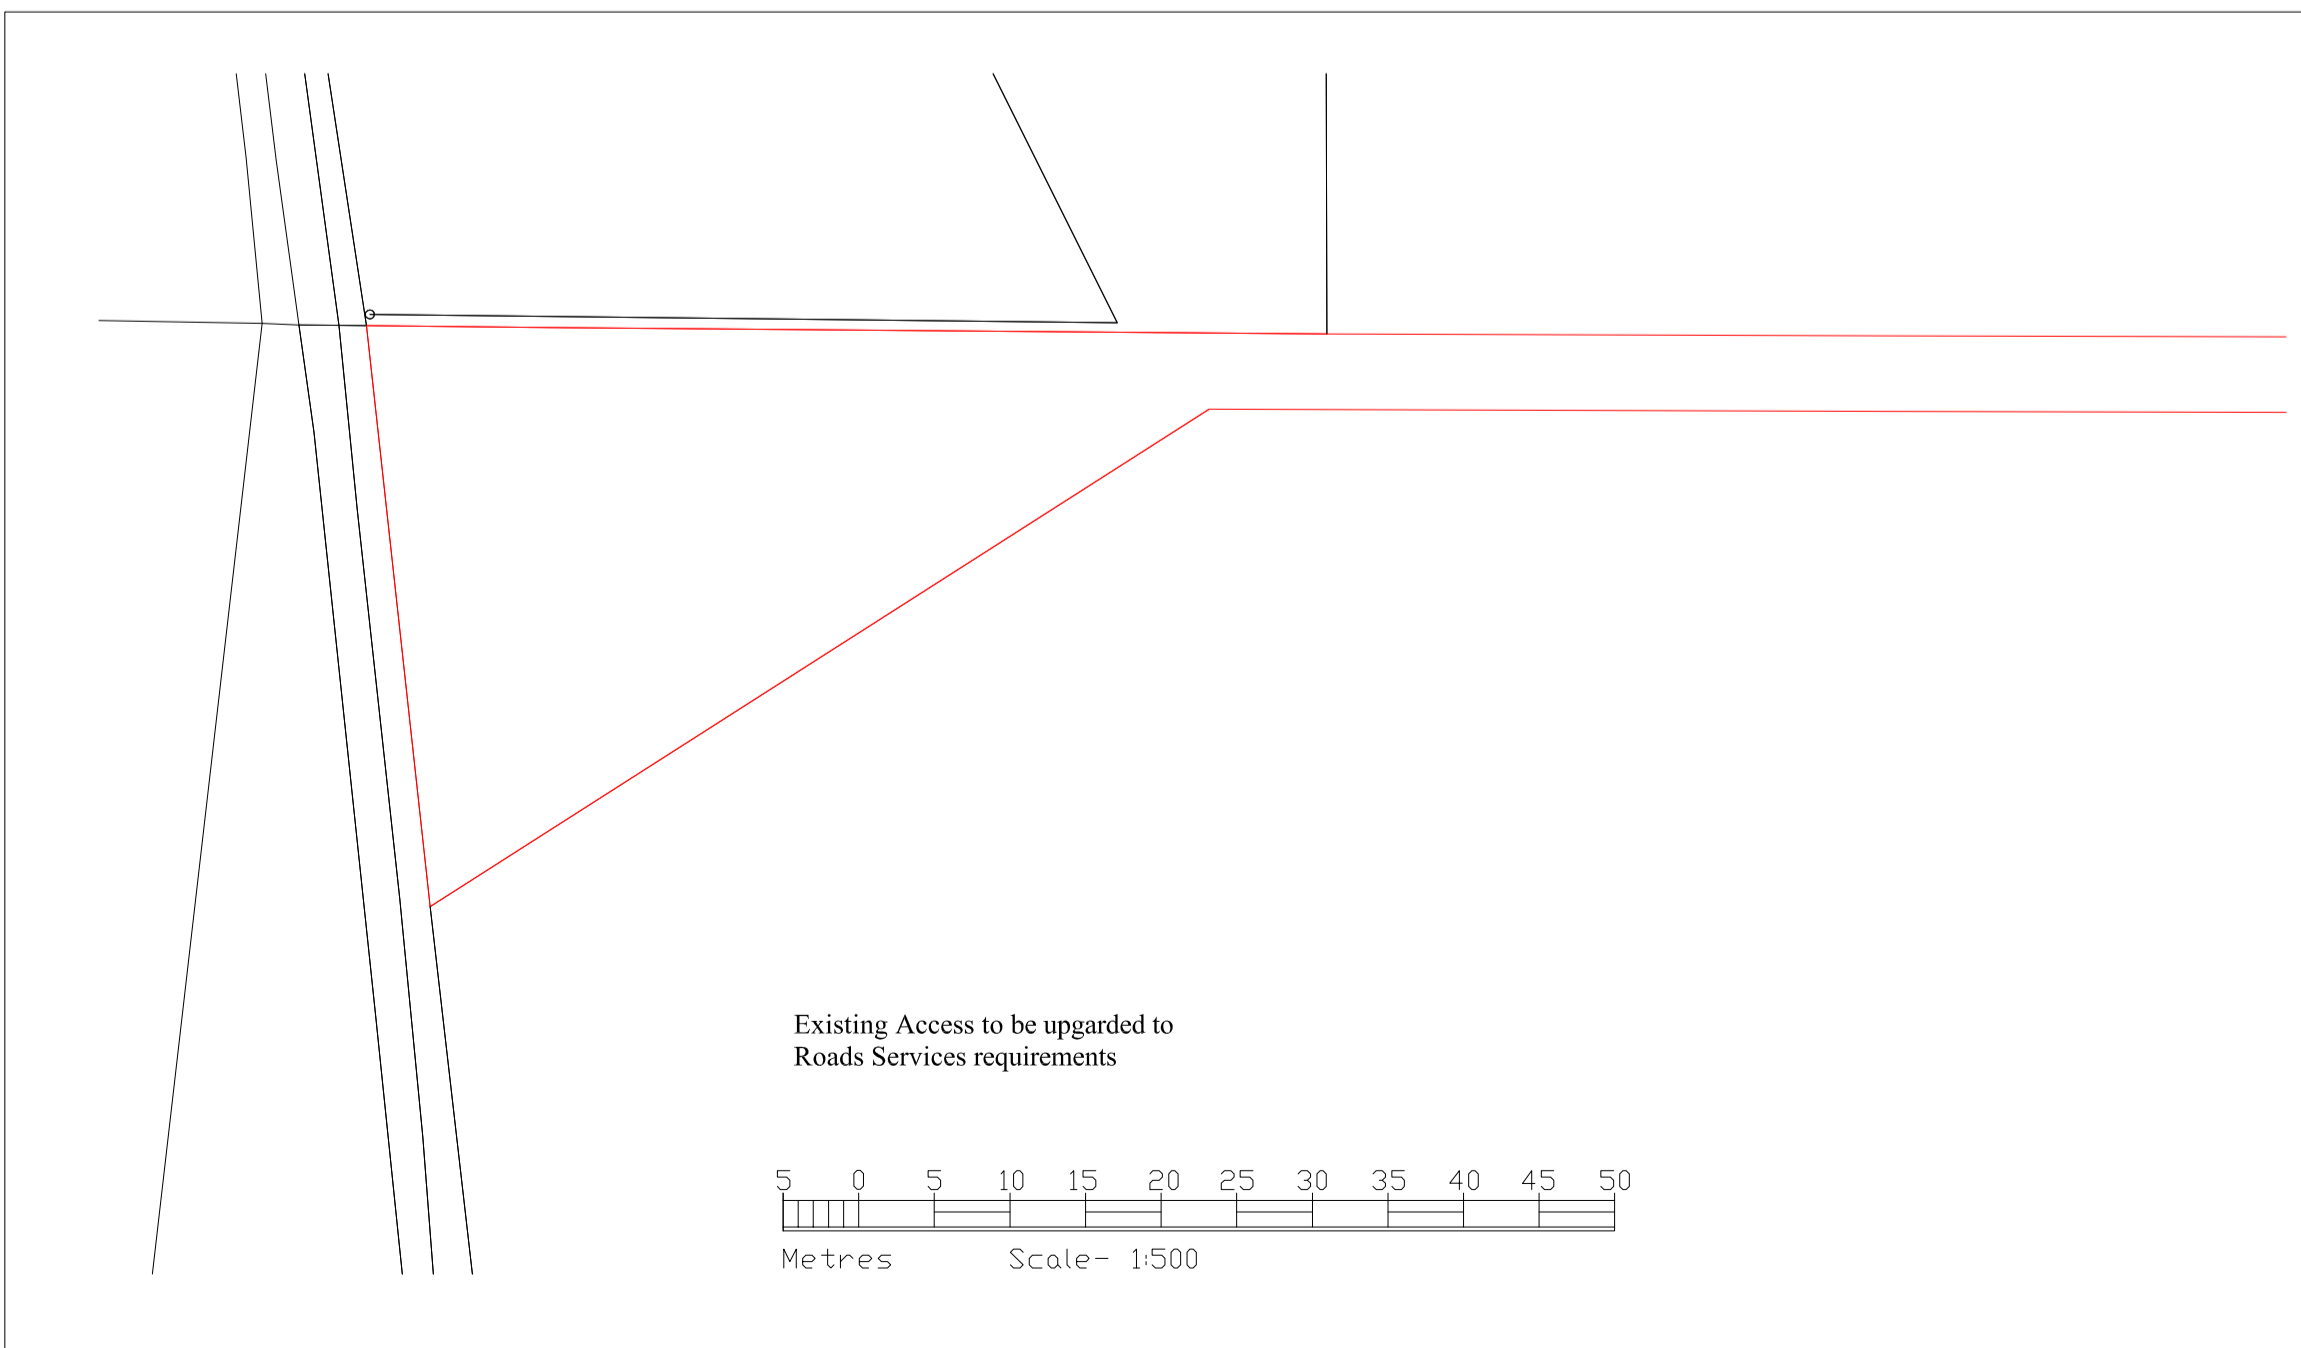 Existing Access to be upgarded to
Roads Services requirements
5 0 5 10 15 20 25 30 35 40 45 50
Metres Scale- 1:500